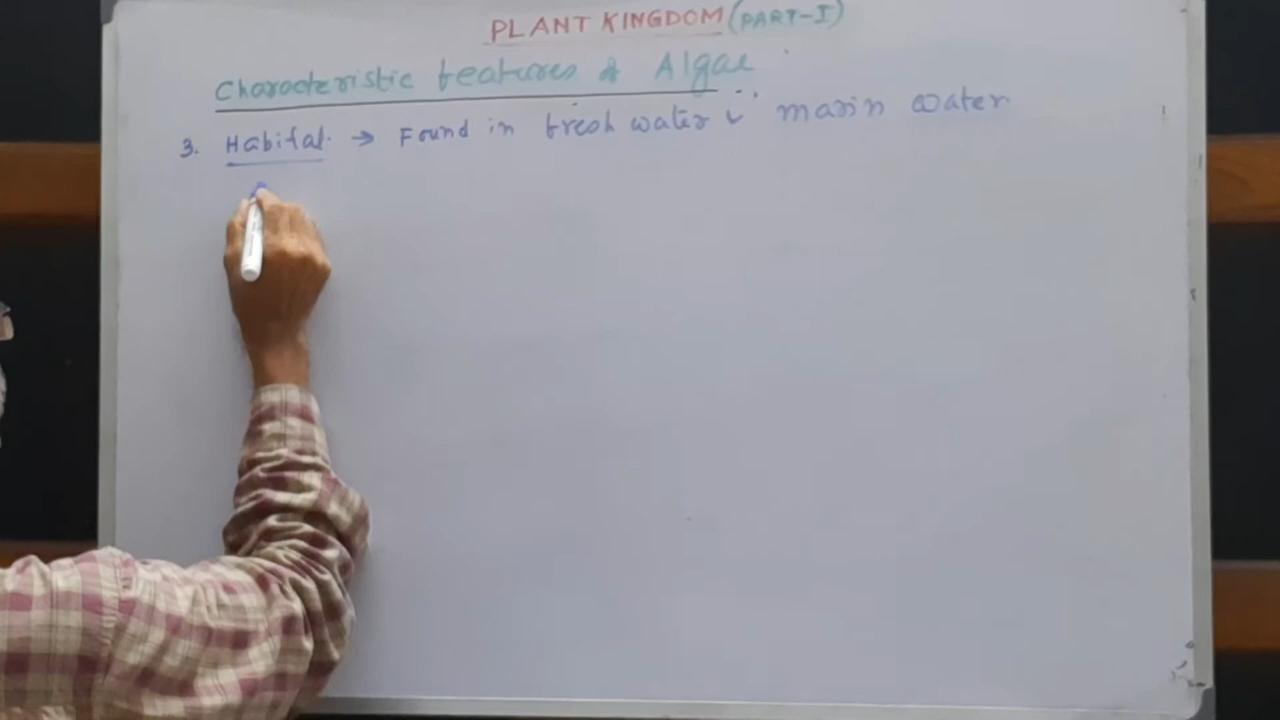 PLANT KINGDOM (PART-I)
Characteristic features of Algae
3. Habitat. → Found in fresh water & marin water.